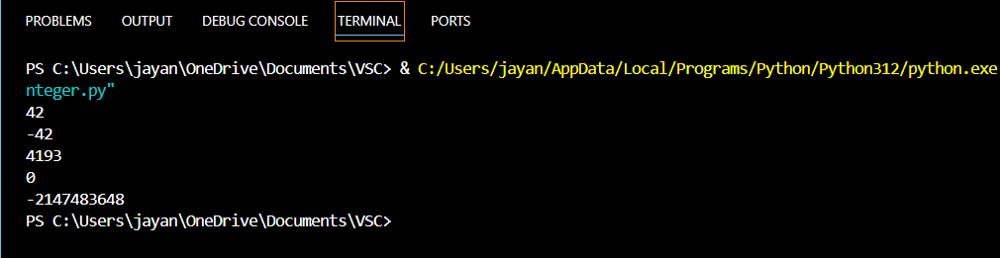 PROBLEMS OUTPUT DEBUG CONSOLE TERMINAL PORTS
PS C:\Users\jayan\OneDrive\Documents\VSC> & C:/Users/jayan/AppData/Local/Programs/Python/Python312/python.exe
nteger.py"
42
-42
4193
0
-2147483648
PS C:\Users\jayan\OneDrive\Documents\VSC>